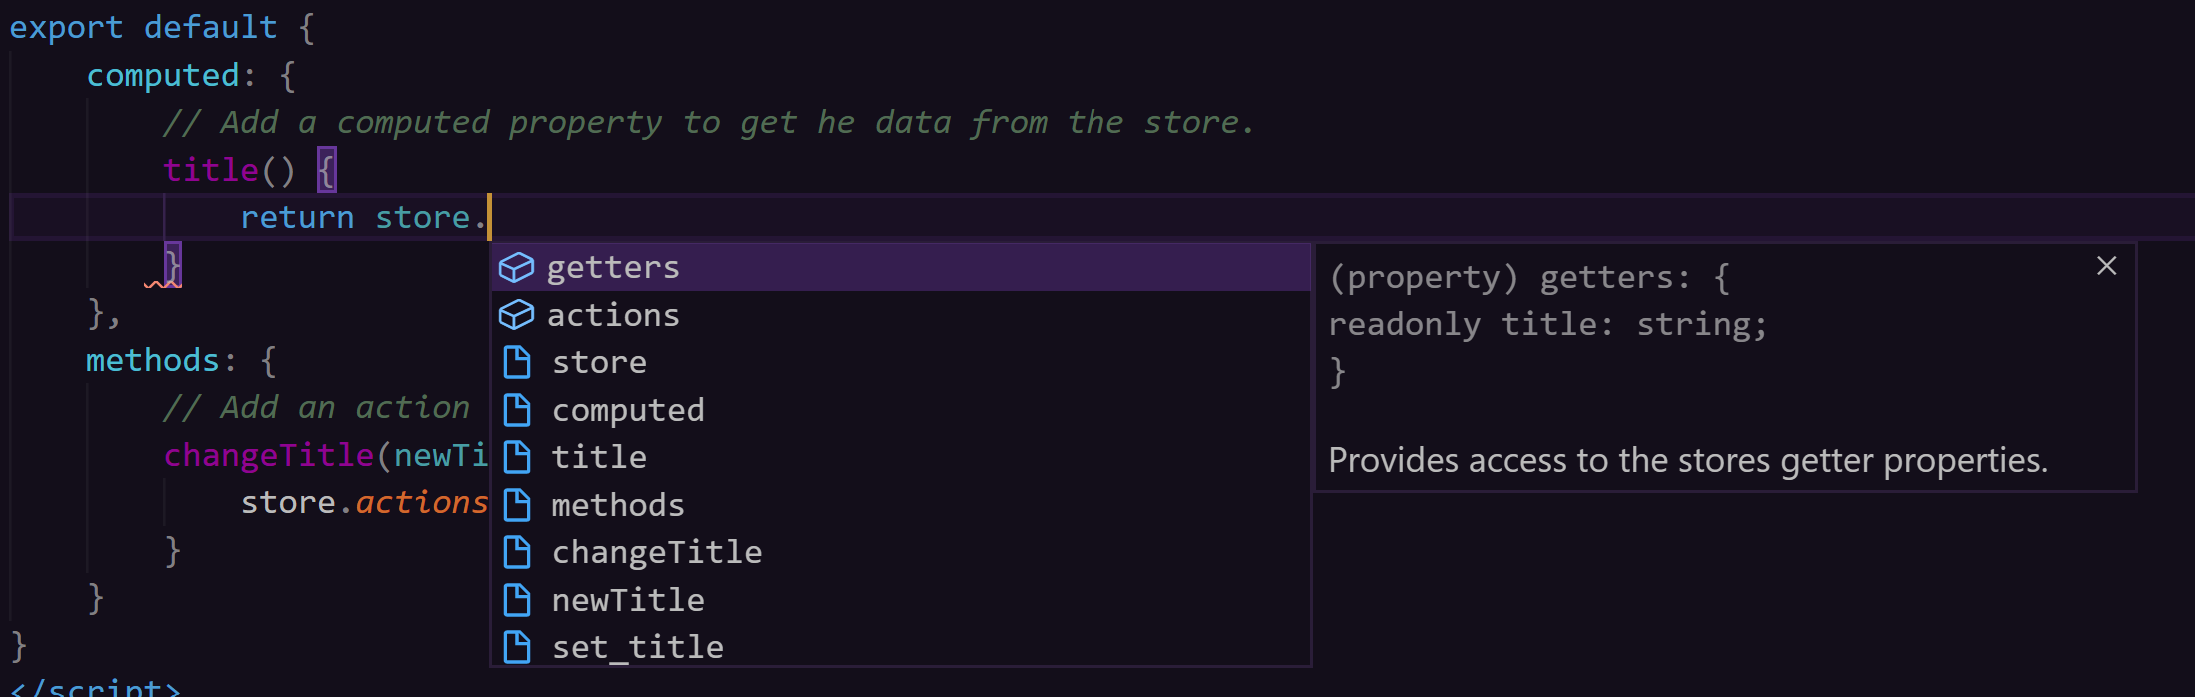 export default {
computed: {
// Add a computed property to get he data from the store.
title() {
return store.
}
},
methods: {
// Add an action
changeTitle(newTi
store.actions
}
}
}
</script>
getters
actions
store
computed
title
methods
changeTitle
newTitle
set_title
(property) getters: {
readonly title: string;
}
Provides access to the stores getter properties.